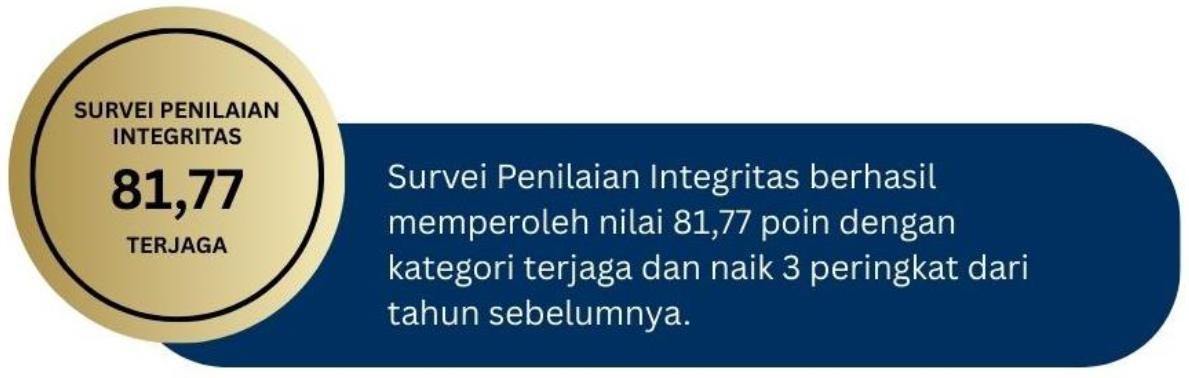 SURVEI PENILAIAN
INTEGRITAS
81,77
TERJAGA
Survei Penilaian Integritas berhasil
memperoleh nilai 81,77 poin dengan
kategori terjaga dan naik 3 peringkat dari
tahun sebelumnya.